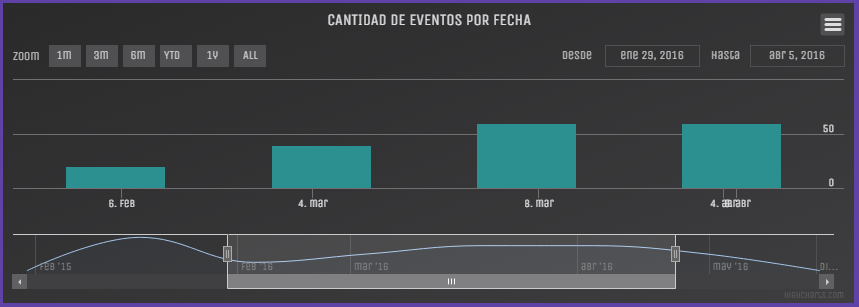 CANTIDAD DE EVENTOS POR FECHA
Zoom 1m 3m 6m YTD 1y ALL Desde ene 29, 2016 Hasta abr 5, 2016
50
0
6. Feb 4. mar 8. mar 4. abr
Feb '15 Feb '16 mar '16 abr '16 may '16 Di...
Highcharts.com